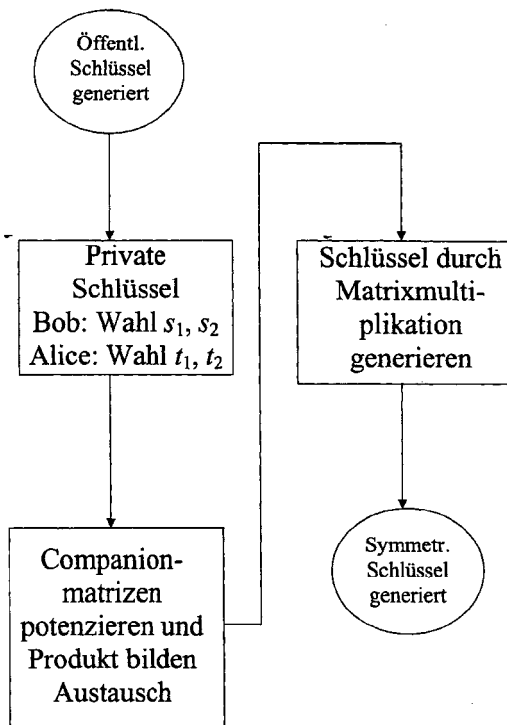 Öffentl.
Schlüssel
generiert
Private
Schlüssel
Bob: Wahl s₁, s₂
Alice: Wahl t₁, t₂
Companion-
matrizen
potenzieren und
Produkt bilden
Austausch
Schlüssel durch
Matrixmulti-
plikation
generieren
Symmetr.
Schlüssel
generiert